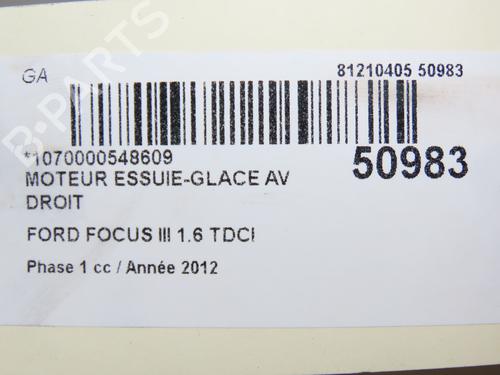 GA
81210405 50983
*1070000548609
50983
MOTEUR ESSUIE-GLACE AV
DROIT
FORD FOCUS III 1.6 TDCI
Phase 1 cc / Année 2012
B-PARTS